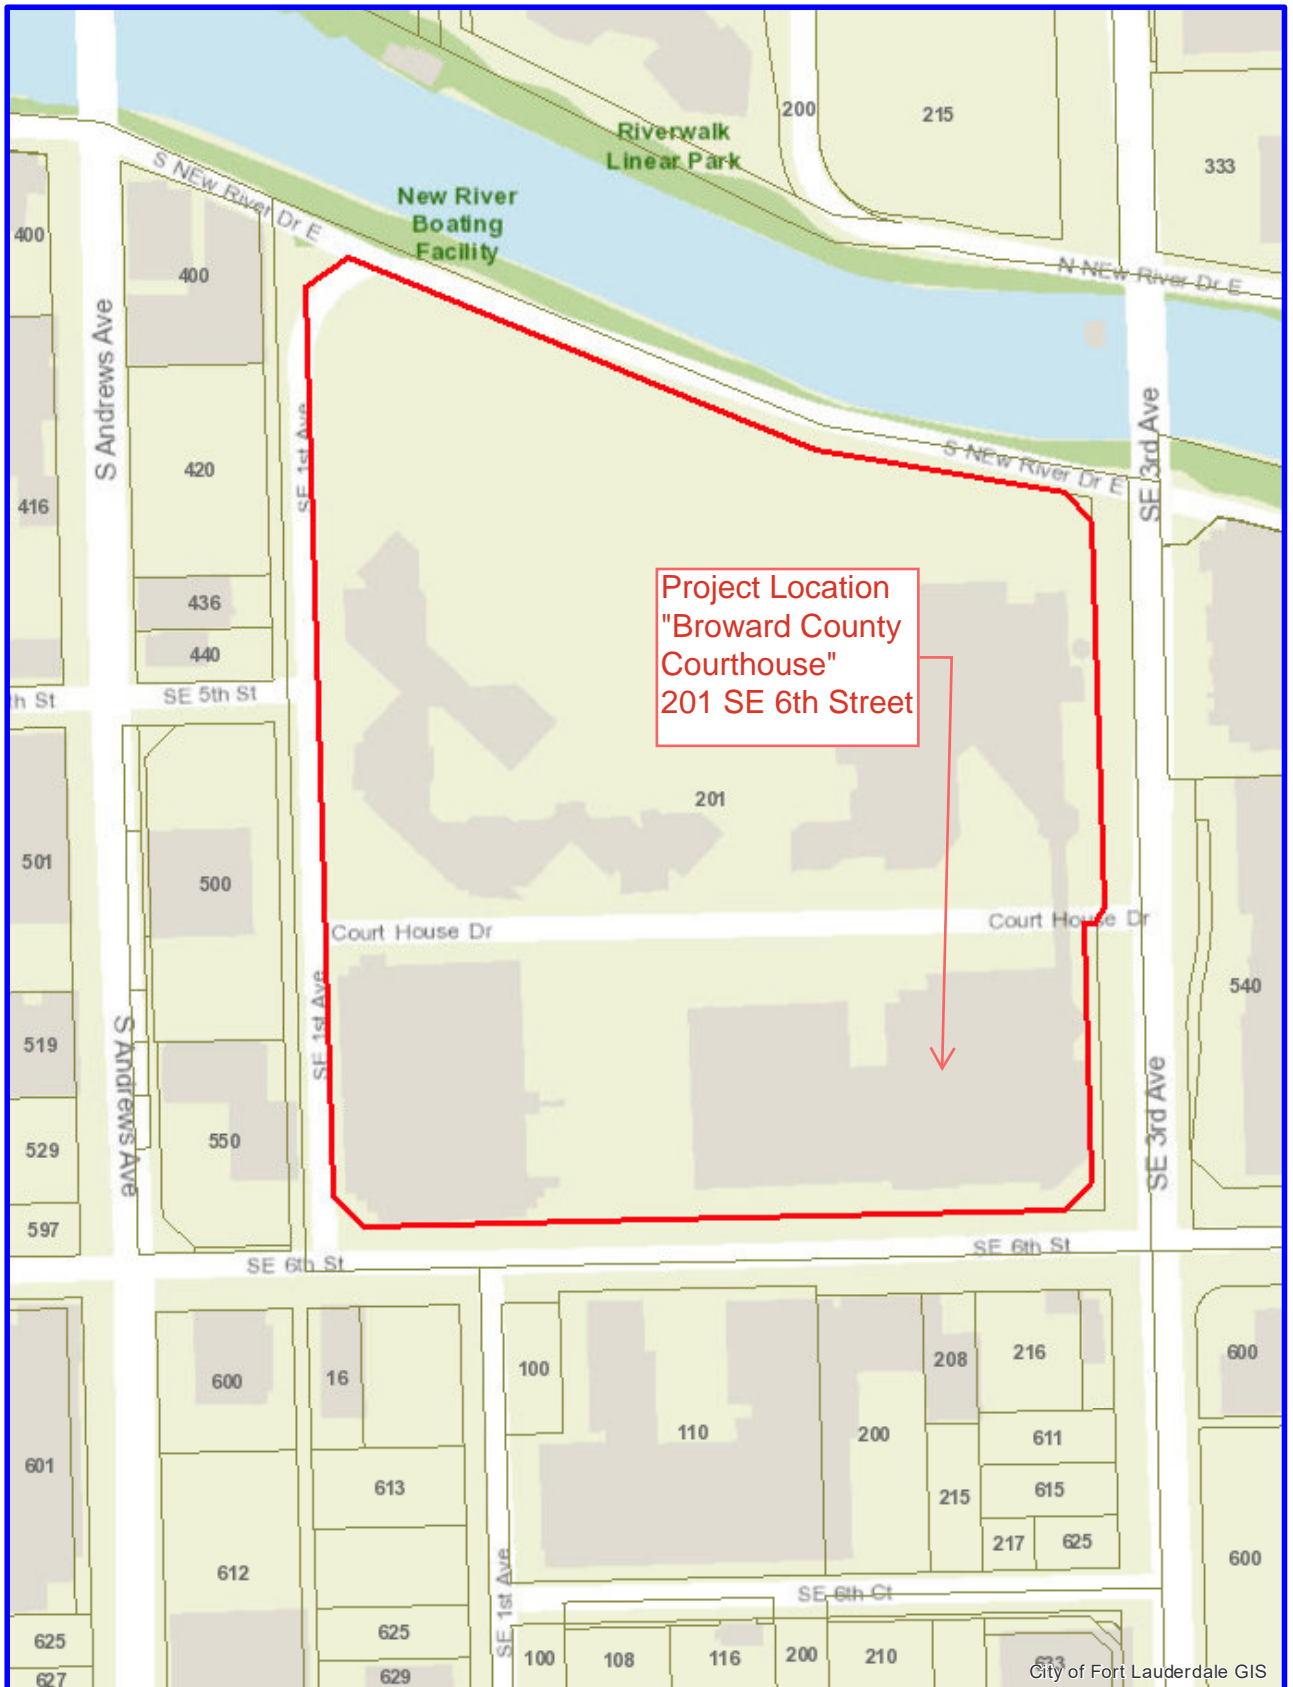 200
215
Riverwalk
Linear Park
333
S NEw River Dr E
New River
Boating
Facility
400
400
N NEw River Dr E
S Andrews Ave
SE 1st Ave
SE 3rd Ave
420
S NEw River Dr E
416
Project Location
"Broward County
Courthouse"
201 SE 6th Street
436
440
th St
SE 5th St
201
501
500
Court House Dr
Court House Dr
540
SE 1st Ave
519
S Andrews Ave
SE 3rd Ave
529
550
597
SE 6th St
SE 6th St
600
16
100
208
216
600
110
200
611
601
613
215
615
217
625
612
600
SE 1st Ave
SE 6th Ct
625
625
100
108
116
200
210
633
627
629
City of Fort Lauderdale GIS